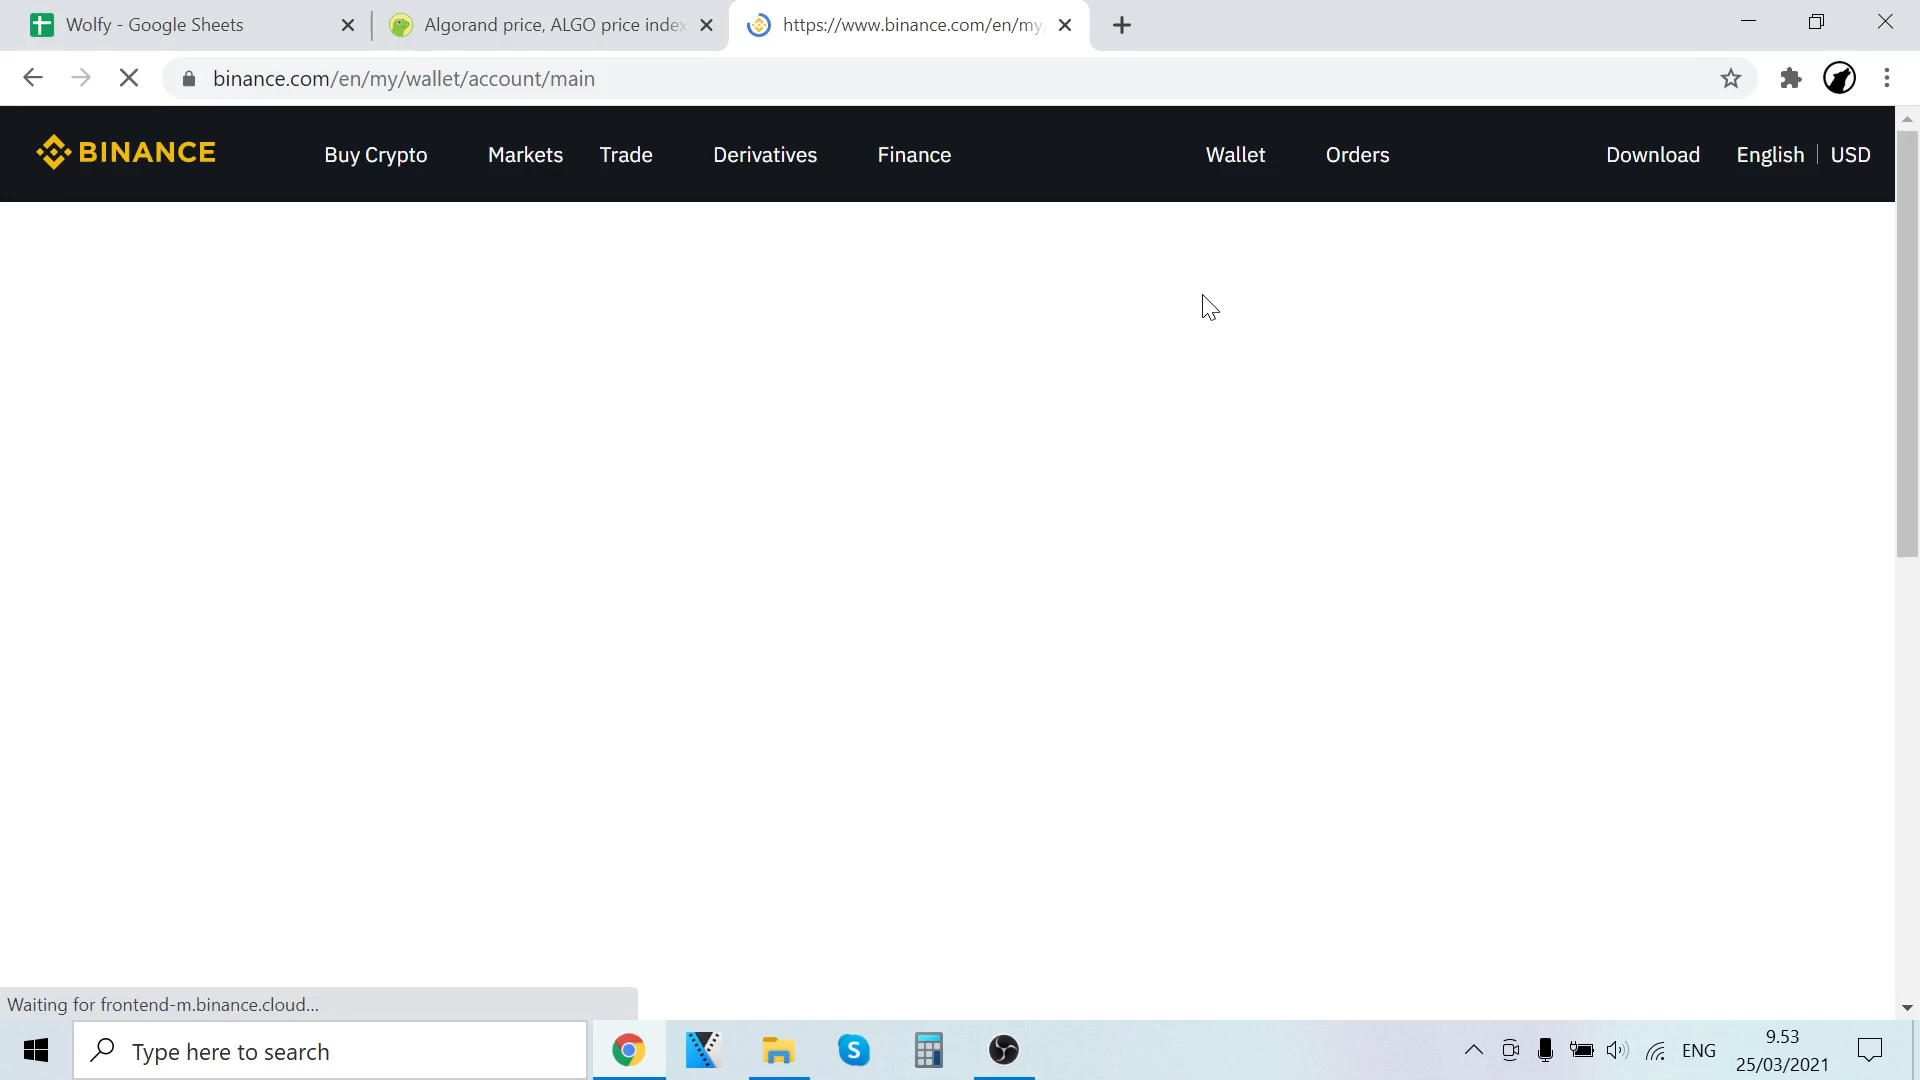 Wolfy - Google Sheets
Algorand price, ALGO price index
https://www.binance.com/en/my
binance.com/en/my/wallet/account/main
BINANCE
Buy Crypto
Markets
Trade
Derivatives
Finance
Wallet
Orders
Download
English
USD
Waiting for frontend-m.binance.cloud...
Type here to search
S
ENG
9.53
25/03/2021